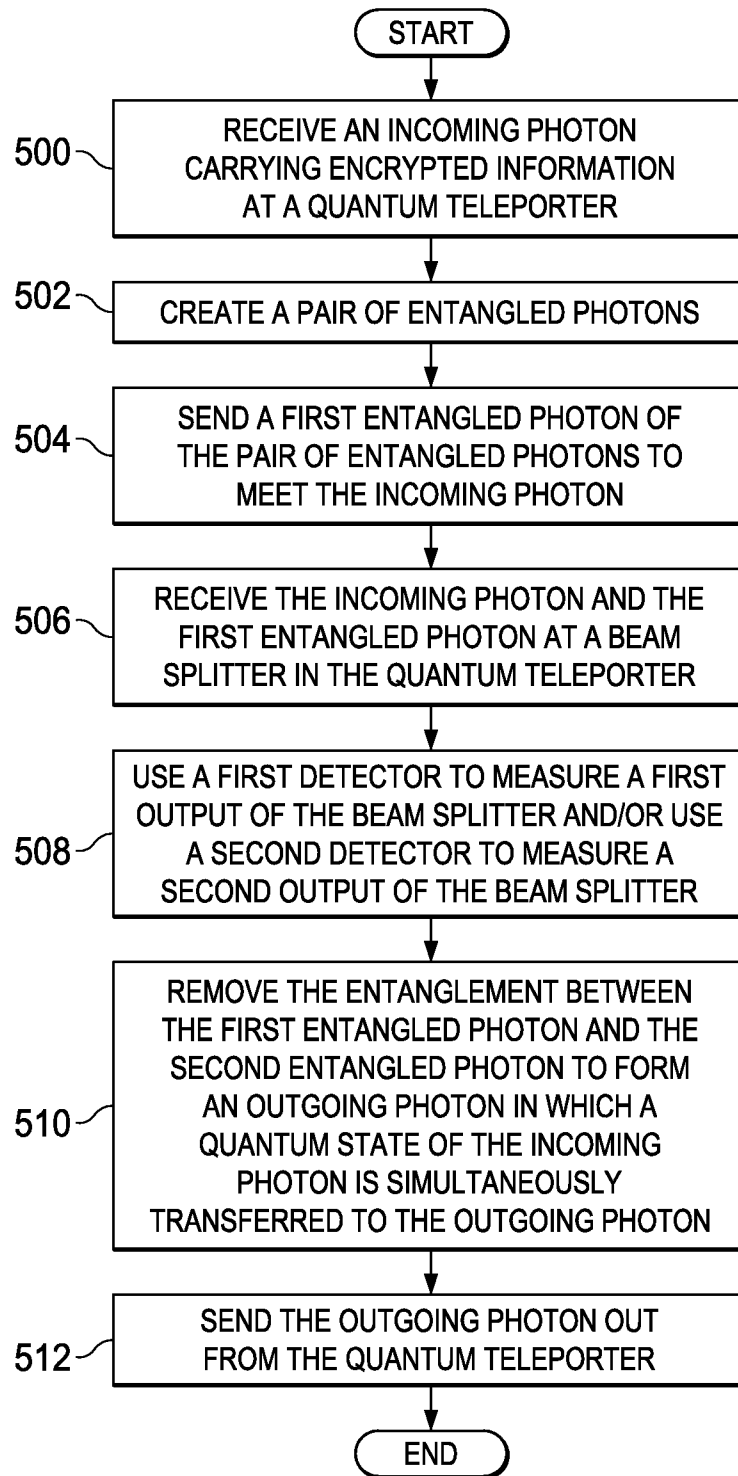 START
500
RECEIVE AN INCOMING PHOTON
CARRYING ENCRYPTED INFORMATION
AT A QUANTUM TELEPORTER
502
CREATE A PAIR OF ENTANGLED PHOTONS
504
SEND A FIRST ENTANGLED PHOTON OF
THE PAIR OF ENTANGLED PHOTONS TO
MEET THE INCOMING PHOTON
506
RECEIVE THE INCOMING PHOTON AND THE
FIRST ENTANGLED PHOTON AT A BEAM
SPLITTER IN THE QUANTUM TELEPORTER
508
USE A FIRST DETECTOR TO MEASURE A FIRST
OUTPUT OF THE BEAM SPLITTER AND/OR USE
A SECOND DETECTOR TO MEASURE A
SECOND OUTPUT OF THE BEAM SPLITTER
510
REMOVE THE ENTANGLEMENT BETWEEN
THE FIRST ENTANGLED PHOTON AND THE
SECOND ENTANGLED PHOTON TO FORM
AN OUTGOING PHOTON IN WHICH A
QUANTUM STATE OF THE INCOMING
PHOTON IS SIMULTANEOUSLY
TRANSFERRED TO THE OUTGOING PHOTON
512
SEND THE OUTGOING PHOTON OUT
FROM THE QUANTUM TELEPORTER
END